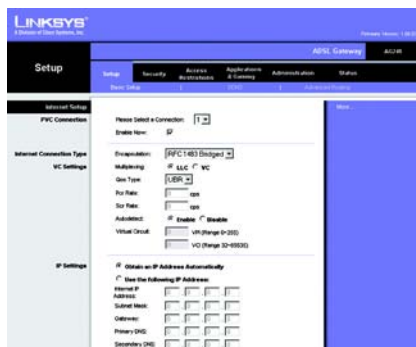 LINKSYS®
A Division of Cisco Systems, Inc.
Firmware Version: 1.00.
ADSL Gateway
Setup
Setup Security Access Restrictions Applications & Gaming Administration Status
Basic Setup | DDNS | Advanced Routing
Internet Setup
More...
PVC Connection
Please Select a Connection: 1
Enable Now:
Internet Connection Type
Encapsulation: RFC 1483 Bridged
VC Settings
Multiplexing: LLC VC
Qos Type: UBR
Pcr Rate: cps
Scr Rate: cps
Autodetect: Enable Disable
Virtual Circuit: VPI (Range 0~255)
VCI (Range 32~65535)
IP Settings
Obtain an IP Address Automatically
Use the following IP Address:
Internet IP Address:
Subnet Mask:
Gateway:
Primary DNS:
Secondary DNS: